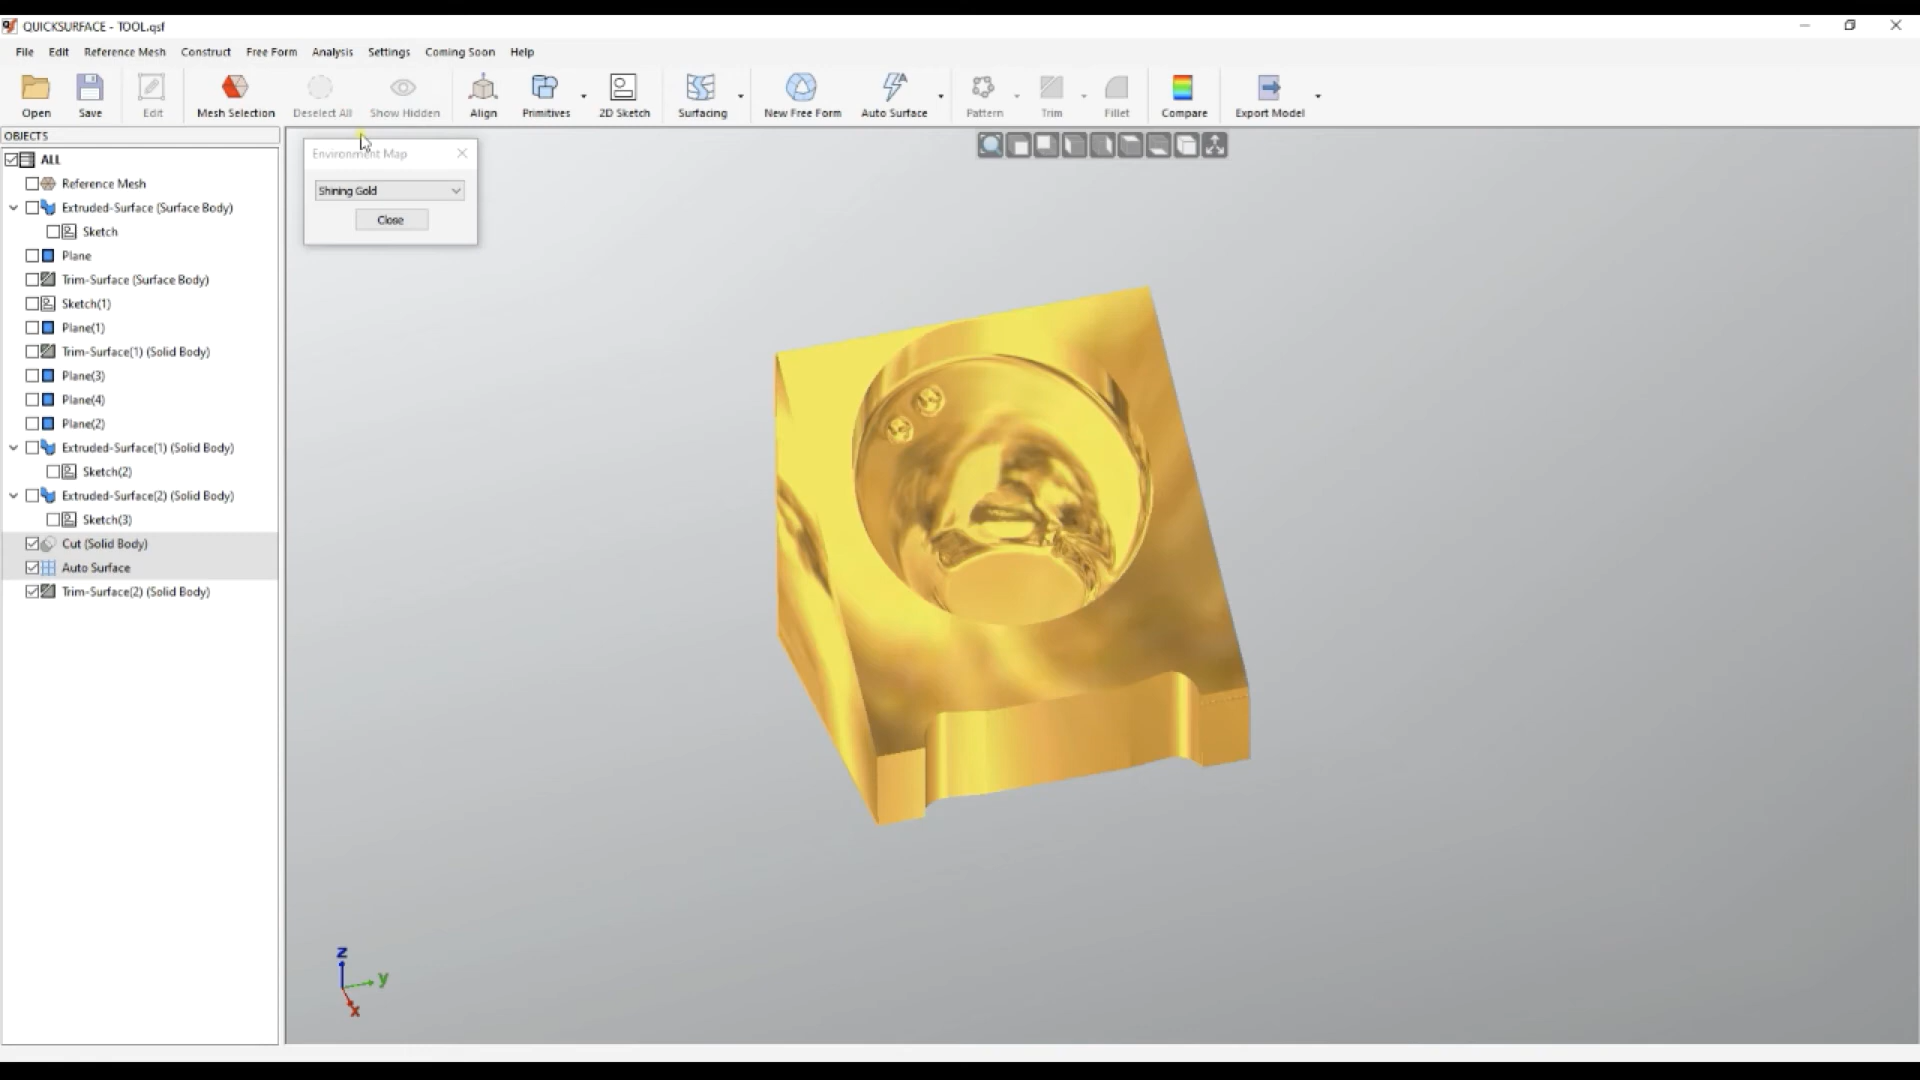 QUICKSURFACE - TOOL.qsf
File Edit Reference Mesh Construct Free Form Analysis Settings Coming Soon Help
Open Save Edit Mesh Selection Deselect All Show Hidden Align Primitives 2D Sketch Surfacing New Free Form Auto Surface Pattern Trim Fillet Compare Export Model
OBJECTS
ALL
Reference Mesh
Extruded-Surface (Surface Body)
Sketch
Plane
Trim-Surface (Surface Body)
Sketch(1)
Plane(1)
Trim-Surface(1) (Solid Body)
Plane(3)
Plane(4)
Plane(2)
Extruded-Surface(1) (Solid Body)
Sketch(2)
Extruded-Surface(2) (Solid Body)
Sketch(3)
Cut (Solid Body)
Auto Surface
Trim-Surface(2) (Solid Body)
Environment Map
Shining Gold
Close
z
y
x